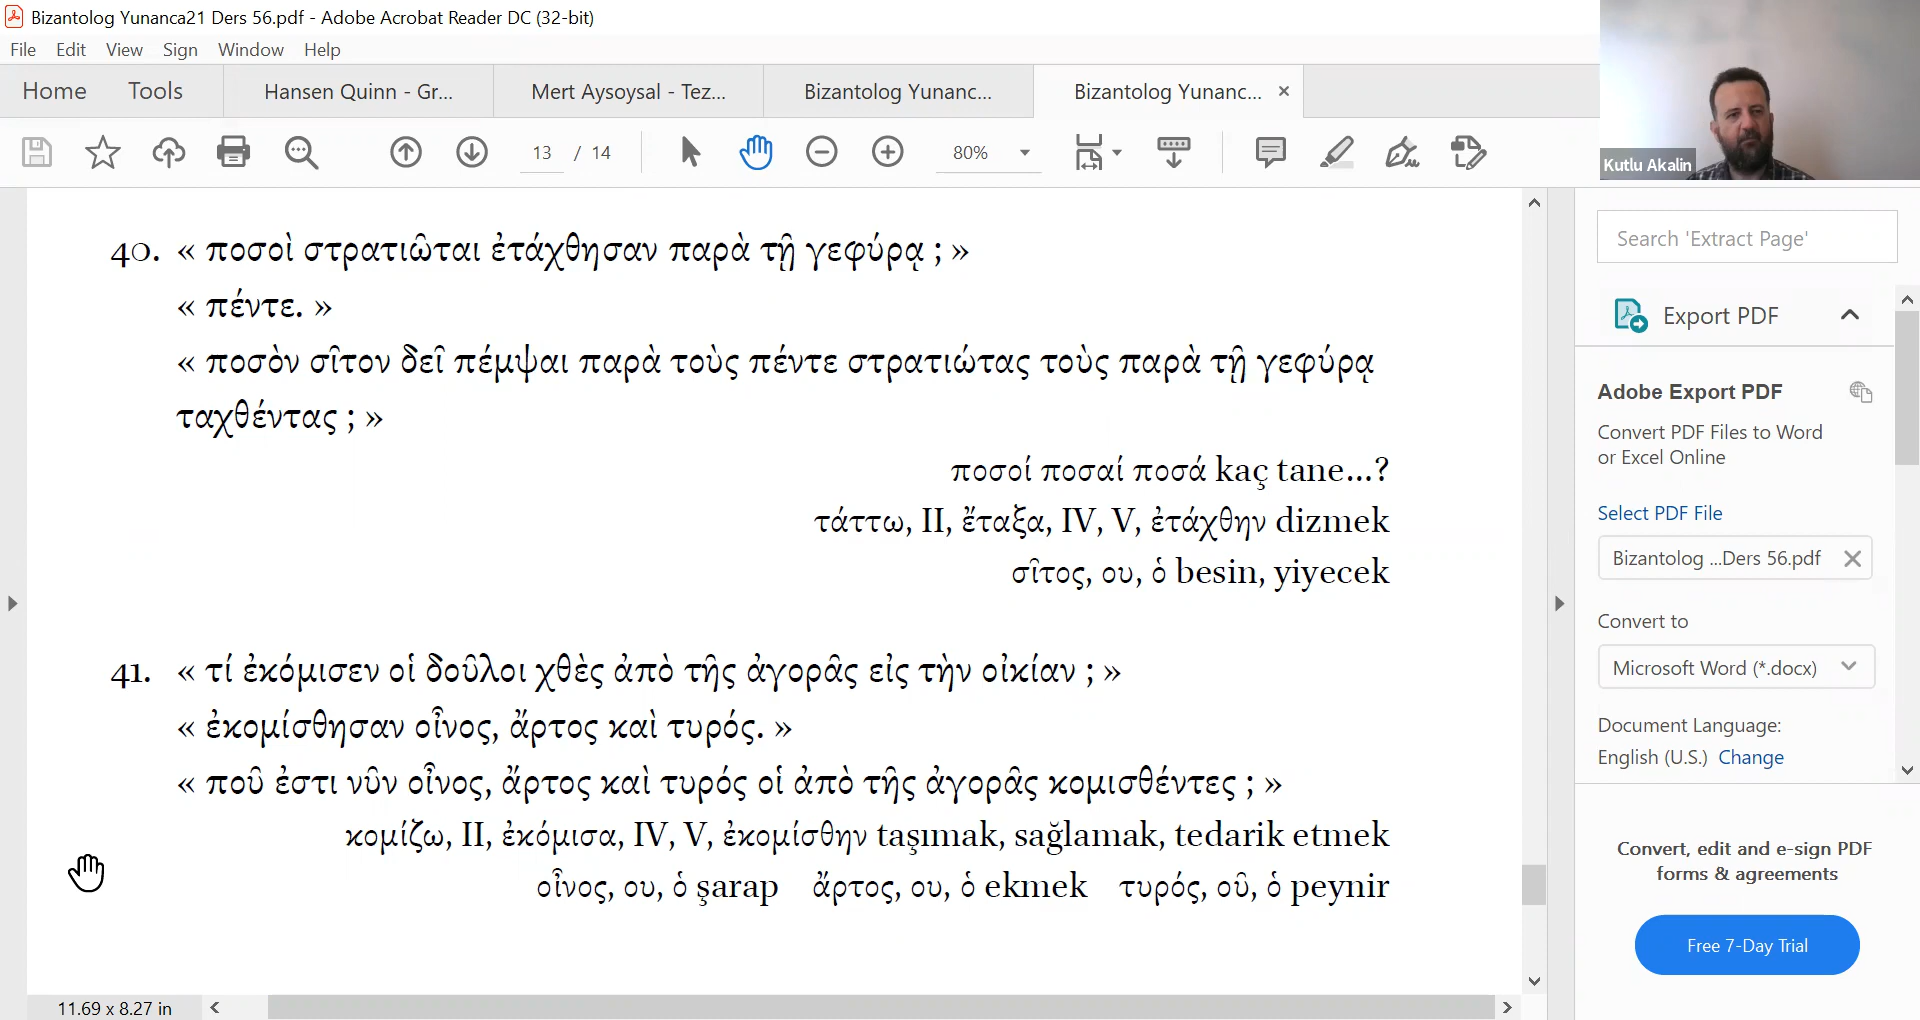 Bizantolog Yunanca21 Ders 56.pdf - Adobe Acrobat Reader DC (32-bit)
File Edit View Sign Window Help
Home Tools Hansen Quinn - Gr... Mert Aysoysal - Tez... Bizantolog Yunanc... Bizantolog Yunanc... ×
13 / 14 80%
Kutlu Akalin
40. « ποσοὶ στρατιῶται ἐτάχθησαν παρὰ τῇ γεφύρᾳ ; »
« πέντε. »
« ποσὸν σῖτον δεῖ πέμψαι παρὰ τοὺς πέντε στρατιώτας τοὺς παρὰ τῇ γεφύρᾳ
ταχθέντας ; »
ποσοί ποσαί ποσά kaç tane...?
τάττω, II, ἔταξα, IV, V, ἐτάχθην dizmek
σῖτος, ου, ὁ besin, yiyecek
41. « τί ἐκόμισεν οἱ δοῦλοι χθὲς ἀπὸ τῆς ἀγορᾶς εἰς τὴν οἰκίαν ; »
« ἐκομίσθησαν οἶνος, ἄρτος καὶ τυρός. »
« ποῦ ἐστι νῦν οἶνος, ἄρτος καὶ τυρός οἱ ἀπὸ τῆς ἀγορᾶς κομισθέντες ; »
κομίζω, II, ἐκόμισα, IV, V, ἐκομίσθην taşımak, sağlamak, tedarik etmek
οἶνος, ου, ὁ şarap ἄρτος, ου, ὁ ekmek τυρός, οῦ, ὁ peynir
11.69 x 8.27 in
Search 'Extract Page'
Export PDF
Adobe Export PDF
Convert PDF Files to Word
or Excel Online
Select PDF File
Bizantolog ...Ders 56.pdf
Convert to
Microsoft Word (*.docx)
Document Language:
English (U.S.) Change
Convert, edit and e-sign PDF
forms & agreements
Free 7-Day Trial